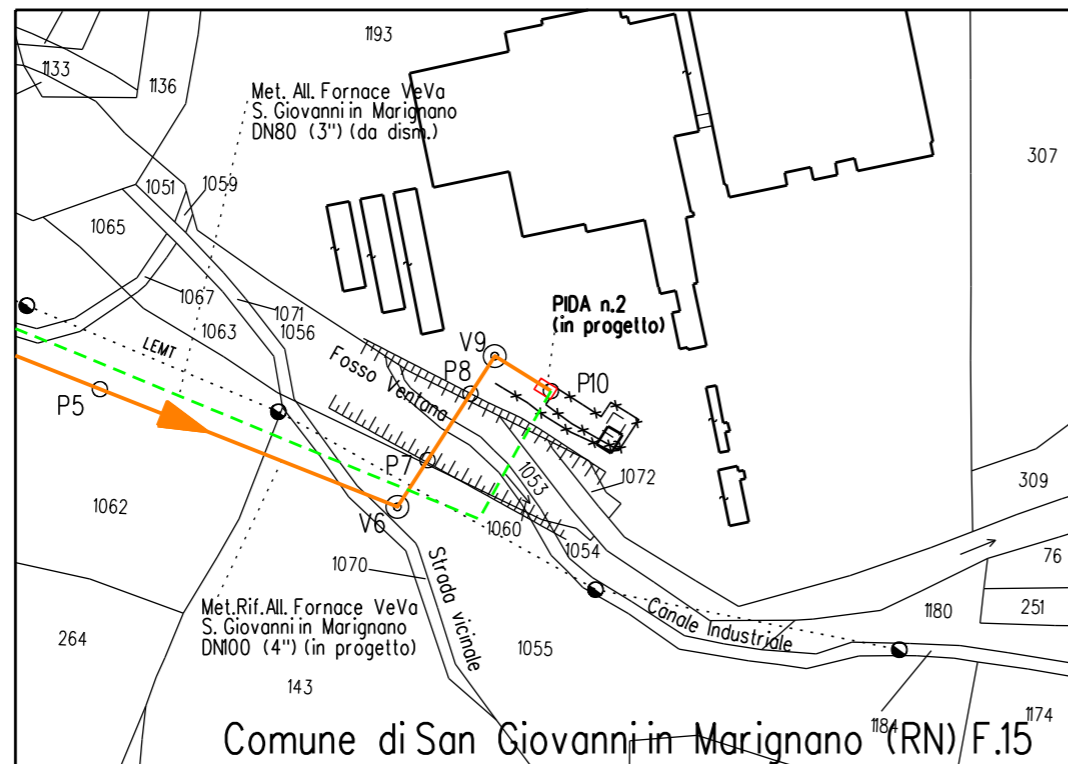 1193
1133
1136
Met. All. Fornace VeVa
S. Giovanni in Marignano
DN80 (3") (da dism.)
307
1051
1059
1065
1067
1071
1063
1056
LEMT
PIDA n.2
(in progetto)
V9
Fosso Ventana
P8
P10
P5
P7
1053
1072
309
1062
V6
1060
1054
1070
Strada vicinale
76
Met.Rif.All. Fornace VeVa
S. Giovanni in Marignano
DN100 (4") (in progetto)
Canale Industriale
1180
251
264
1055
143
1184
1174
Comune di San Giovanni in Marignano (RN) F.15